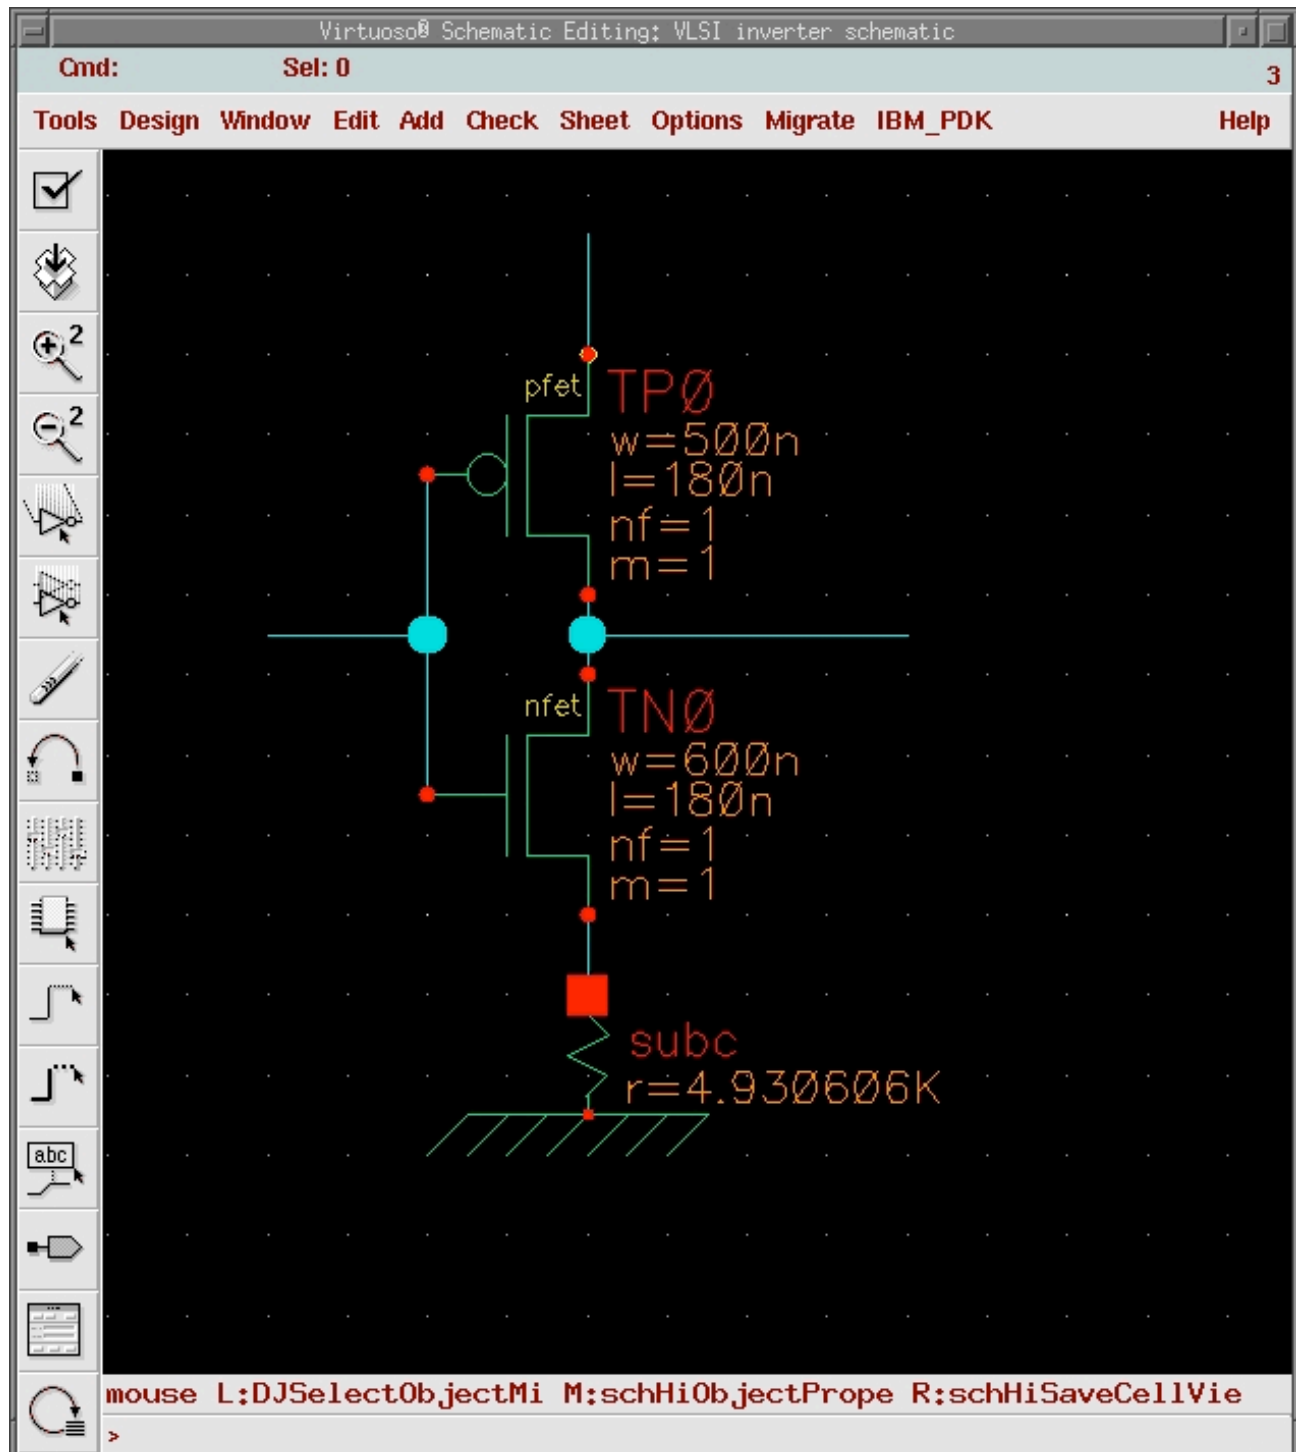 Virtuoso® Schematic Editing: VLSI inverter schematic
Cmd: Sel: 0 3
Tools Design Window Edit Add Check Sheet Options Migrate IBM_PDK Help
2
2
pfet TP0
w=500n
l=180n
nf=1
m=1
nfet TN0
w=600n
l=180n
nf=1
m=1
subc
r=4.930606K
abc
mouse L:DJSelectObjectMi M:schHiObjectPrope R:schHiSaveCellVie
>